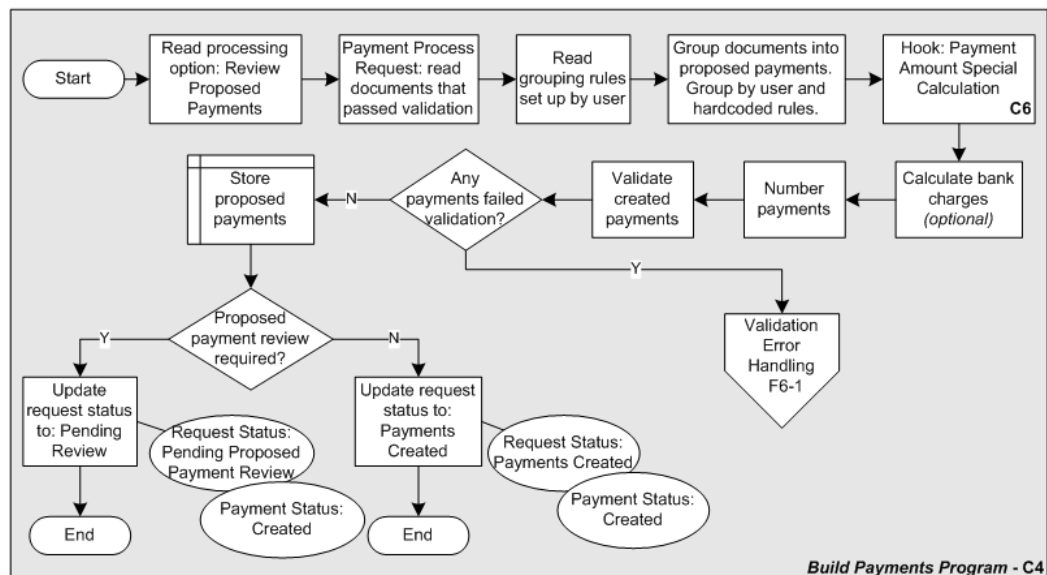 Start
Read processing
option: Review
Proposed
Payments
Payment Process
Request: read
documents that
passed validation
Read
grouping rules
set up by user
Group documents into
proposed payments.
Group by user and
hardcoded rules.
Hook: Payment
Amount Special
Calculation
C6
Calculate bank
charges
(optional)
Number
payments
Validate
created
payments
Any
payments failed
validation?
N
Y
Store
proposed
payments
Validation
Error
Handling
F6-1
Proposed
payment review
required?
Y
N
Update
request status
to: Pending
Review
Request Status:
Pending Proposed
Payment Review
Payment Status:
Created
End
Update request
status to:
Payments
Created
Request Status:
Payments Created
Payment Status:
Created
End
Build Payments Program - C4